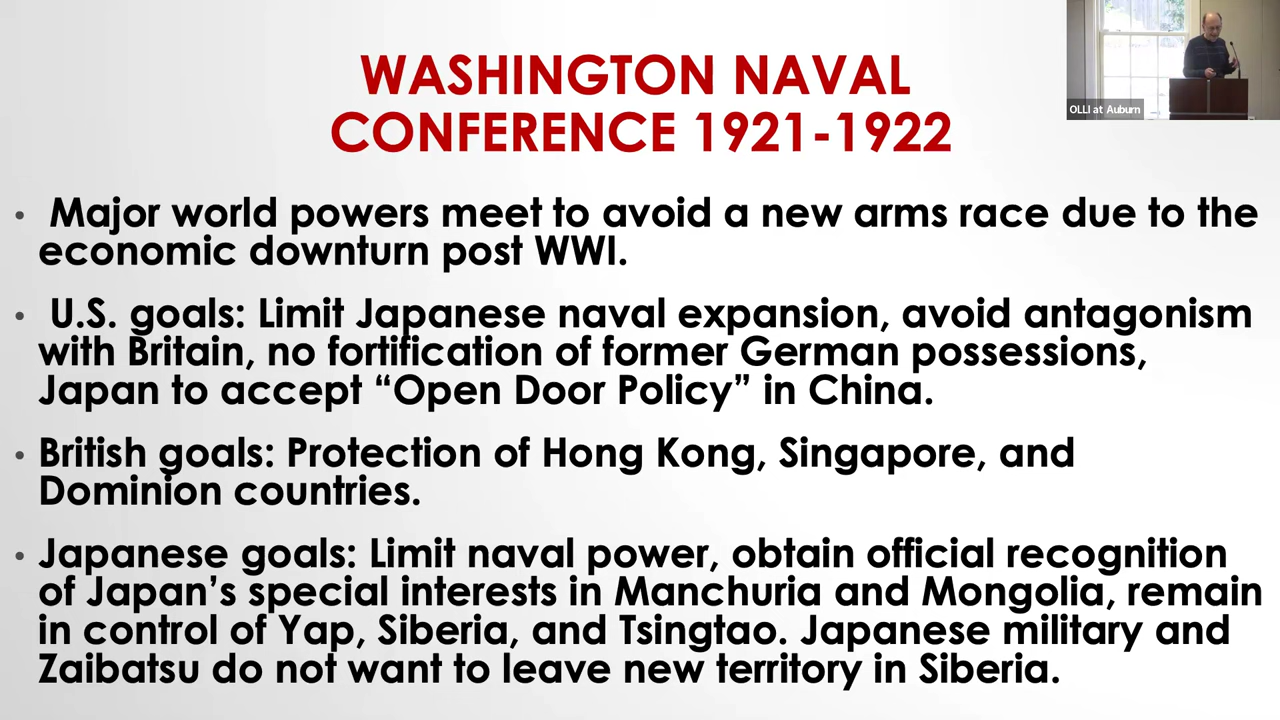 WASHINGTON NAVAL
CONFERENCE 1921-1922
OLLI at Auburn
• Major world powers meet to avoid a new arms race due to the
economic downturn post WWI.
• U.S. goals: Limit Japanese naval expansion, avoid antagonism
with Britain, no fortification of former German possessions,
Japan to accept “Open Door Policy” in China.
• British goals: Protection of Hong Kong, Singapore, and
Dominion countries.
• Japanese goals: Limit naval power, obtain official recognition
of Japan’s special interests in Manchuria and Mongolia, remain
in control of Yap, Siberia, and Tsingtao. Japanese military and
Zaibatsu do not want to leave new territory in Siberia.